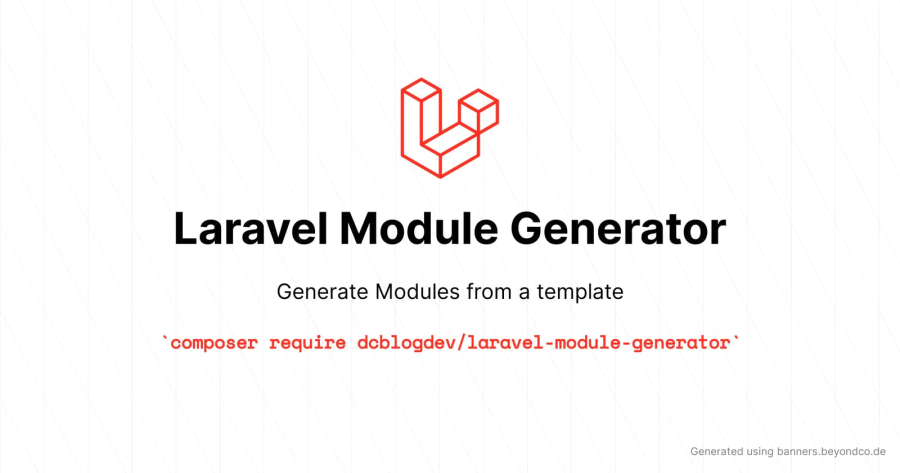 Laravel Module Generator
Generate Modules from a template
`composer require dcblogdev/laravel-module-generator`
Generated using banners.beyondco.de